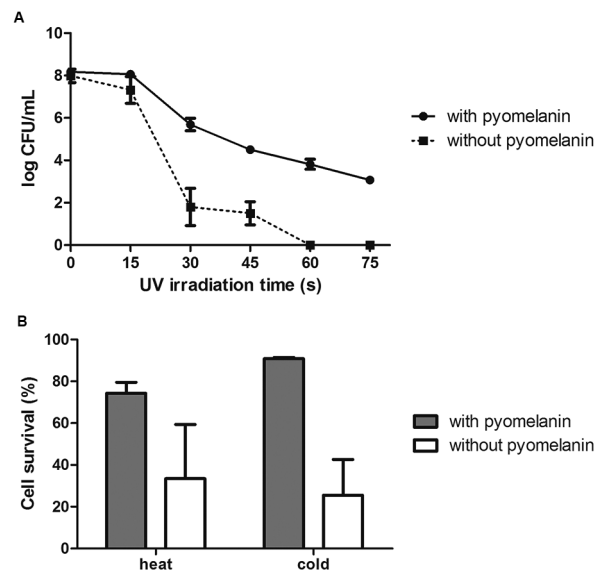 A
10
8
6
4
2
0
log CFU/mL
0 15 30 45 60 75
UV irradiation time (s)
with pyomelanin
without pyomelanin
B
100
80
60
40
20
0
Cell survival (%)
heat cold
with pyomelanin
without pyomelanin